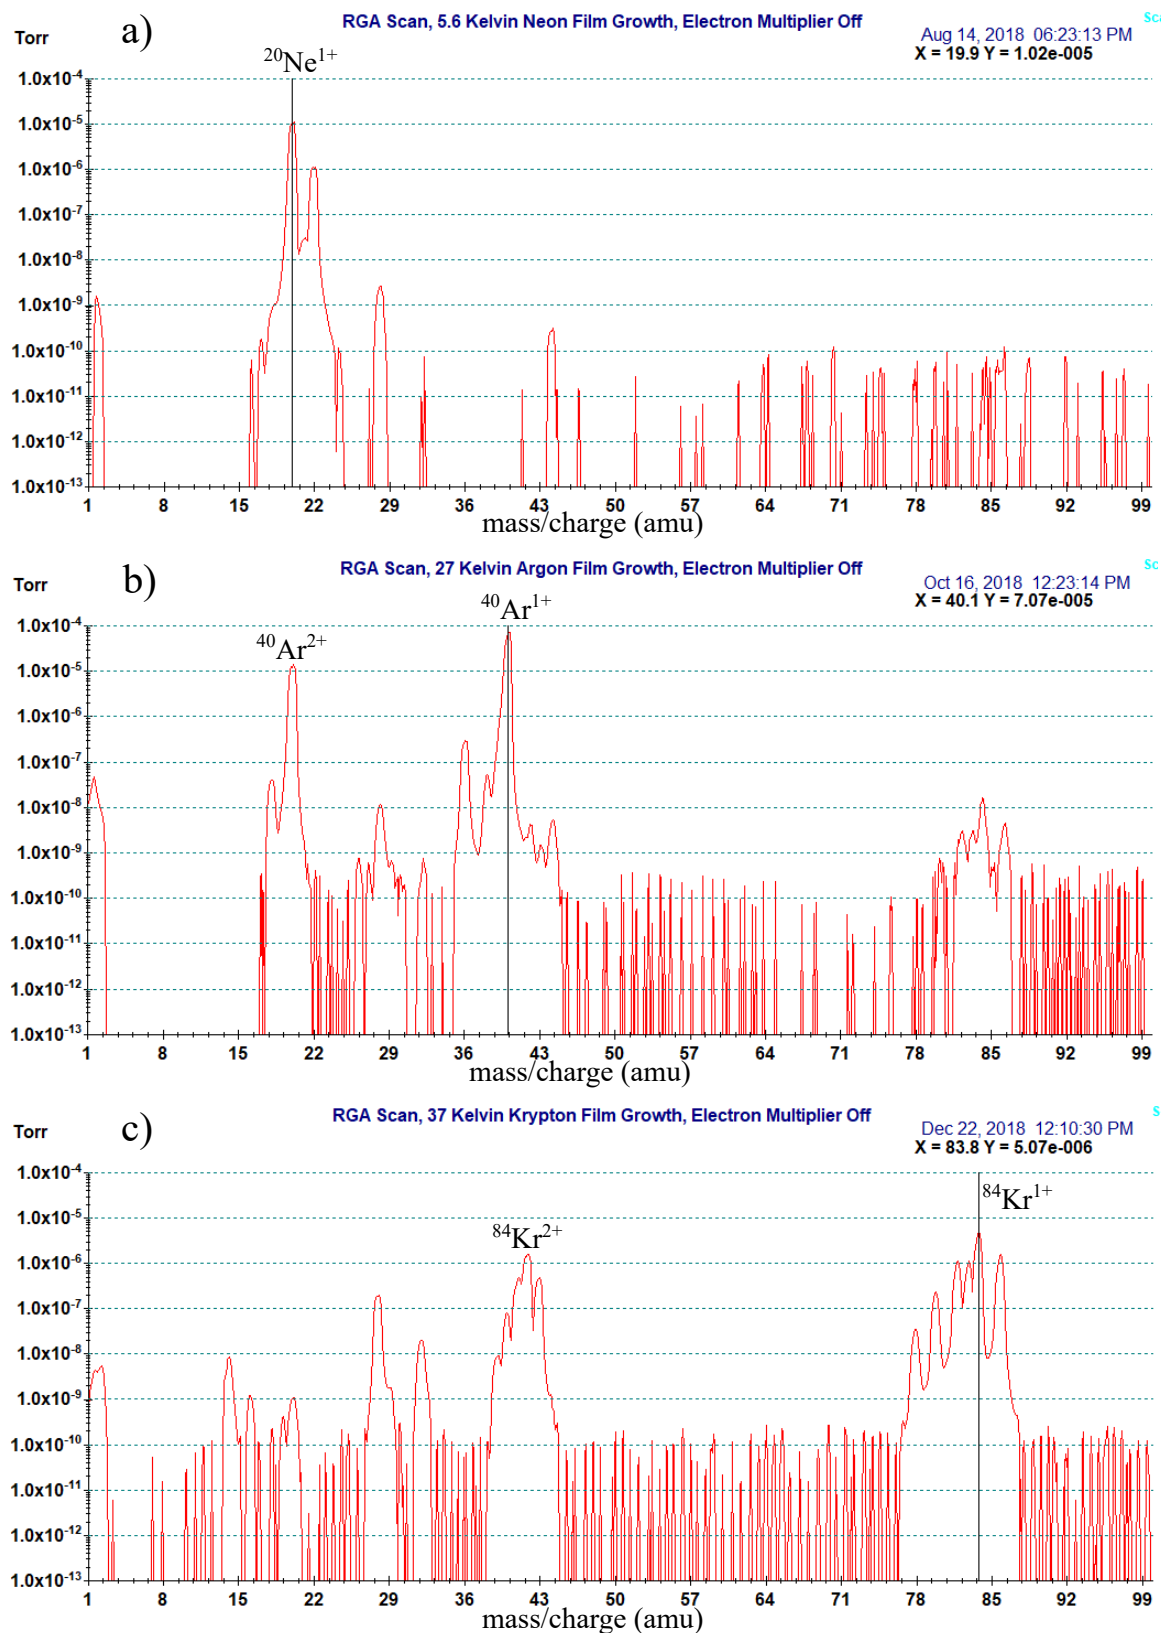 a)
RGA Scan, 5.6 Kelvin Neon Film Growth, Electron Multiplier Off
Torr
Aug 14, 2018 06:23:13 PM
X = 19.9 Y = 1.02e-005
²⁰Ne¹⁺
1.0x10⁻⁴
1.0x10⁻⁵
1.0x10⁻⁶
1.0x10⁻⁷
1.0x10⁻⁸
1.0x10⁻⁹
1.0x10⁻¹⁰
1.0x10⁻¹¹
1.0x10⁻¹²
1.0x10⁻¹³
1 8 15 22 29 36 43 50 57 64 71 78 85 92 99
mass/charge (amu)
b)
RGA Scan, 27 Kelvin Argon Film Growth, Electron Multiplier Off
Torr
Oct 16, 2018 12:23:14 PM
X = 40.1 Y = 7.07e-005
⁴⁰Ar²⁺
⁴⁰Ar¹⁺
1.0x10⁻⁴
1.0x10⁻⁵
1.0x10⁻⁶
1.0x10⁻⁷
1.0x10⁻⁸
1.0x10⁻⁹
1.0x10⁻¹⁰
1.0x10⁻¹¹
1.0x10⁻¹²
1.0x10⁻¹³
1 8 15 22 29 36 43 50 57 64 71 78 85 92 99
mass/charge (amu)
c)
RGA Scan, 37 Kelvin Krypton Film Growth, Electron Multiplier Off
Torr
Dec 22, 2018 12:10:30 PM
X = 83.8 Y = 5.07e-006
⁸⁴Kr²⁺
⁸⁴Kr¹⁺
1.0x10⁻⁴
1.0x10⁻⁵
1.0x10⁻⁶
1.0x10⁻⁷
1.0x10⁻⁸
1.0x10⁻⁹
1.0x10⁻¹⁰
1.0x10⁻¹¹
1.0x10⁻¹²
1.0x10⁻¹³
1 8 15 22 29 36 43 50 57 64 71 78 85 92 99
mass/charge (amu)